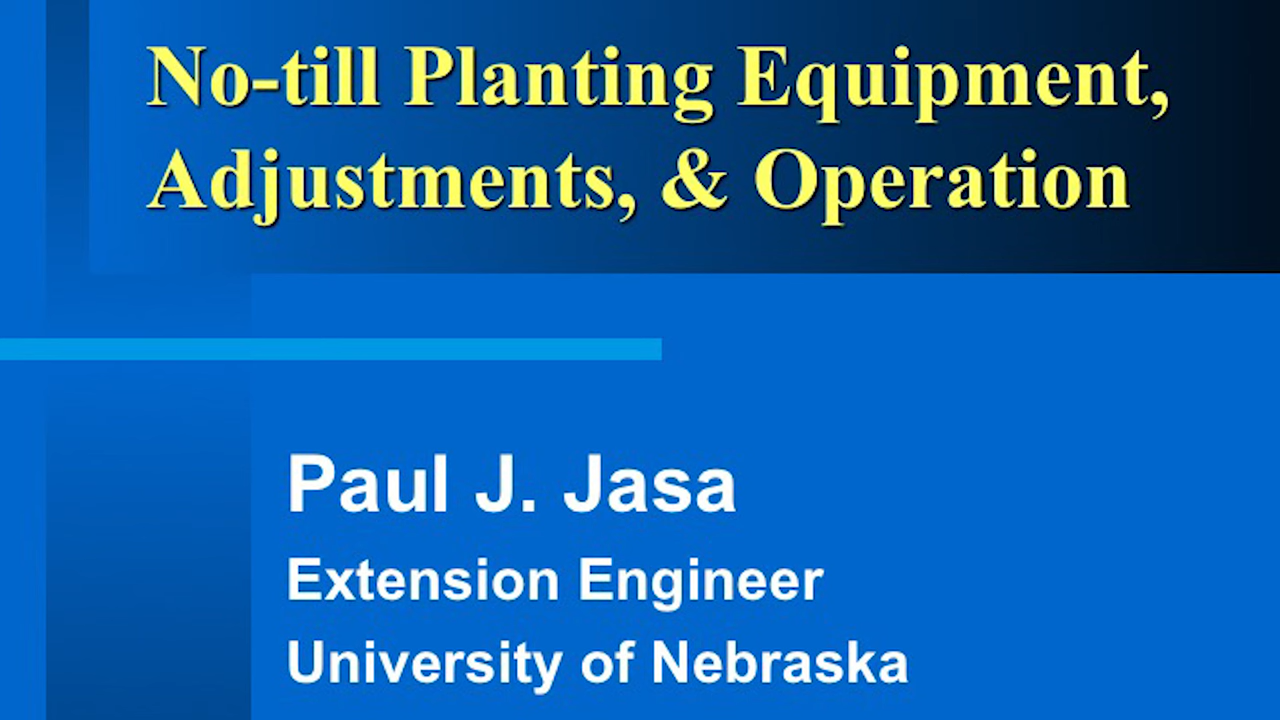 No-till Planting Equipment,
Adjustments, & Operation
Paul J. Jasa
Extension Engineer
University of Nebraska